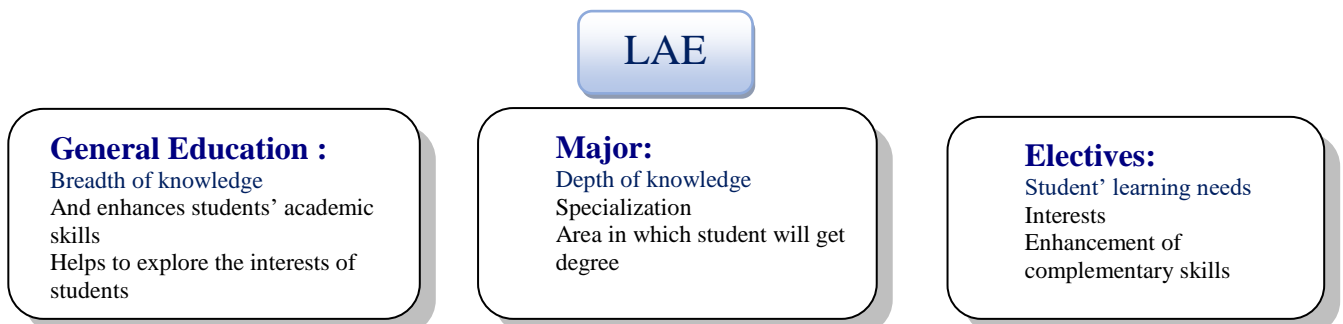 LAE
General Education :
Breadth of knowledge
And enhances students’ academic
skills
Helps to explore the interests of
students
Major:
Depth of knowledge
Specialization
Area in which student will get
degree
Electives:
Student’ learning needs
Interests
Enhancement of
complementary skills